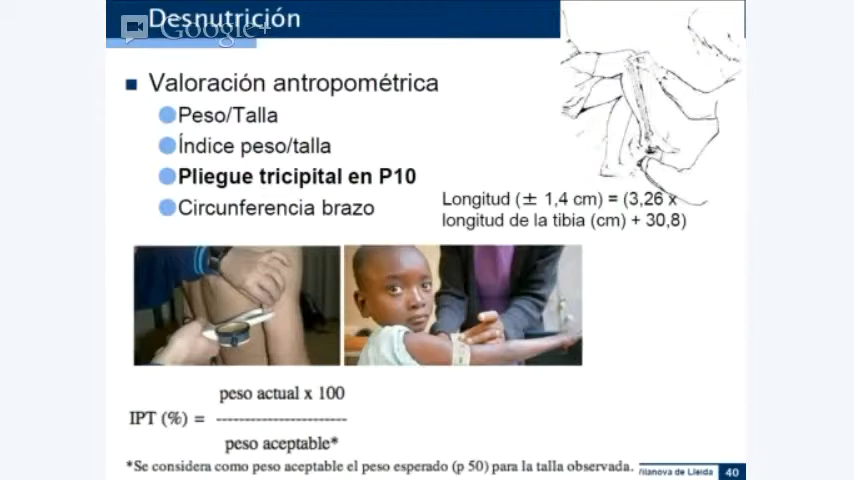 Desnutrición
Google+
Valoración antropométrica
Peso/Talla
Índice peso/talla
Pliegue tricipital en P10
Circunferencia brazo
Longitud (± 1,4 cm) = (3,26 x
longitud de la tibia (cm) + 30,8)
peso actual x 100
IPT (%) = -----------------------
peso aceptable*
*Se considera como peso aceptable el peso esperado (p 50) para la talla observada.
Vilanova de Lleida 40